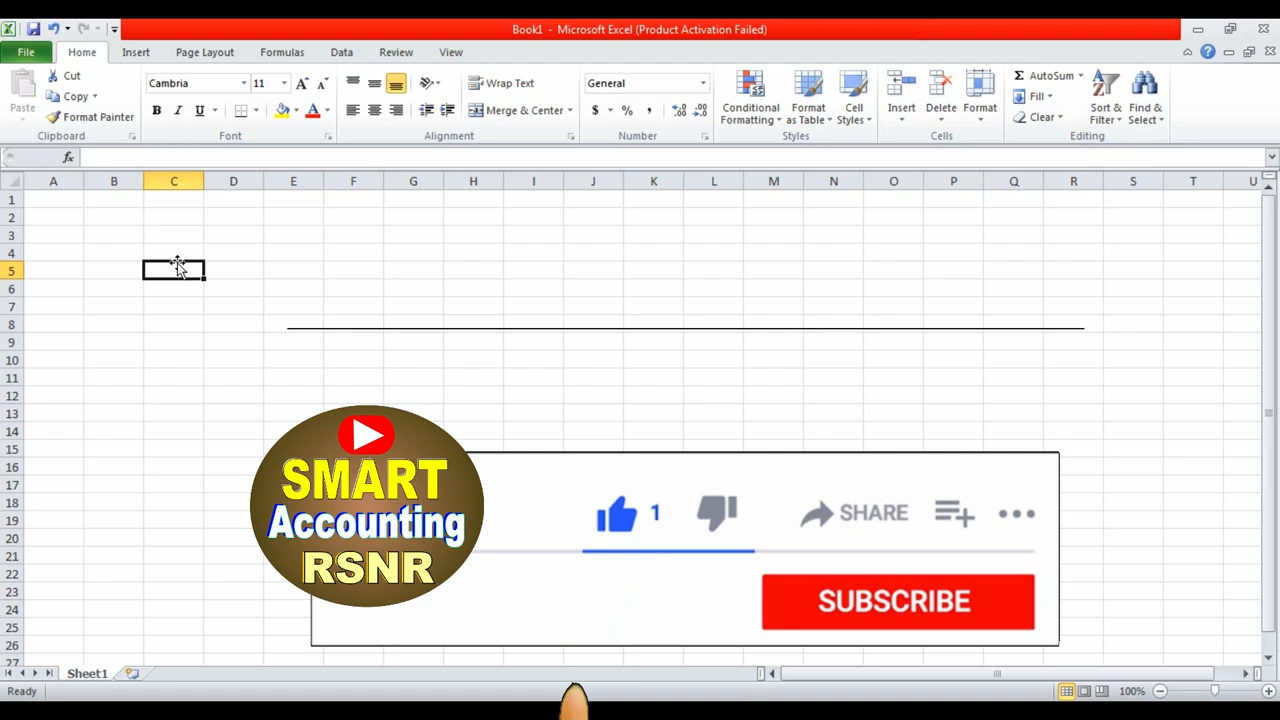 Book1 - Microsoft Excel (Product Activation Failed)
File Home Insert Page Layout Formulas Data Review View
Paste Cut Copy Format Painter Clipboard
Cambria 11 B I U A Font
Wrap Text Merge & Center Alignment
General $ % , Number
Conditional Formatting Format as Table Cell Styles Styles
Insert Delete Format Cells
Σ AutoSum Fill Clear Sort & Filter Find & Select Editing
fx
A B C D E F G H I J K L M N O P Q R S T U
1
2
3
4
5
6
7
8
9
10
11
12
13
14
15
16
17
18
19
20
21
22
23
24
25
26
27
SMART
Accounting
RSNR
1 SHARE
SUBSCRIBE
Sheet1
Ready 100%